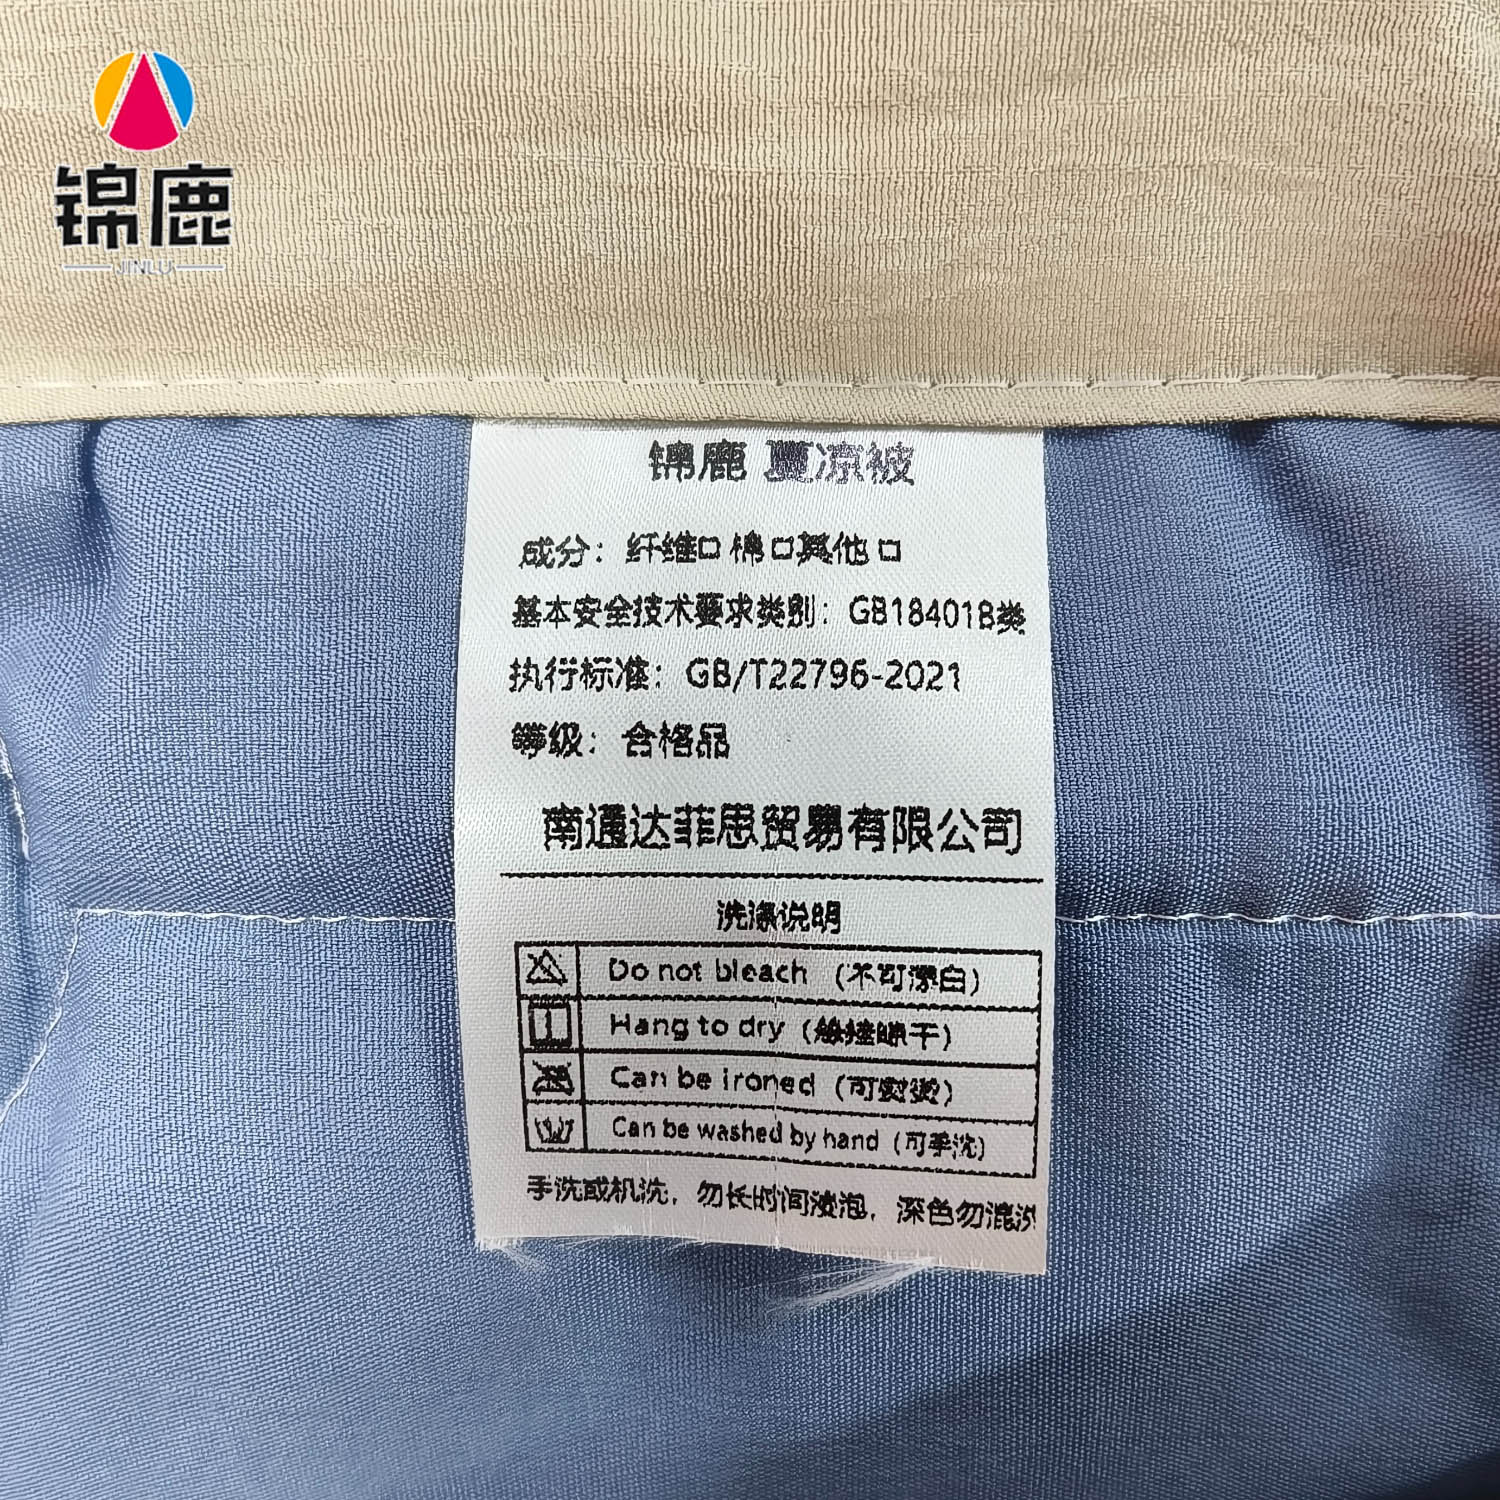 锦鹿
JINLU
锦鹿 夏凉被
成分：纤维□ 棉□其他□
基本安全技术要求类别：GB18401B类
执行标准：GB/T22796-2021
等级：合格品
南通达菲思贸易有限公司
洗涤说明
Do not bleach （不可漂白）
Hang to dry（悬挂晾干）
Can be ironed（可熨烫）
Can be washed by hand（可手洗）
手洗或机洗，勿长时间浸泡，深色勿混